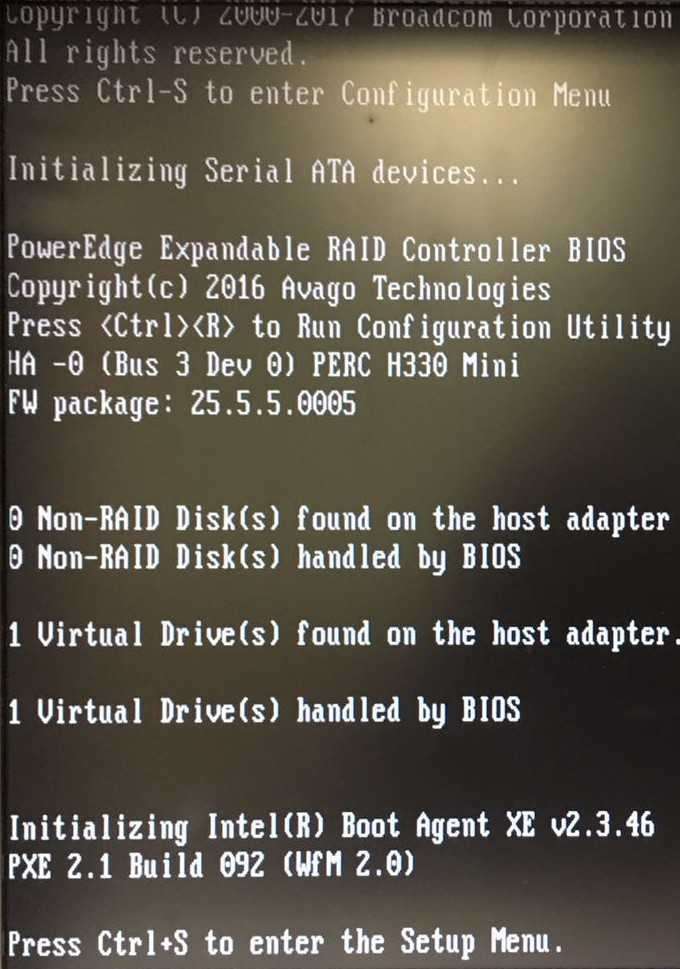 Copyright (C) 2000-2017 Broadcom Corporation
All rights reserved.
Press Ctrl-S to enter Configuration Menu
Initializing Serial ATA devices...
PowerEdge Expandable RAID Controller BIOS
Copyright(c) 2016 Avago Technologies
Press <Ctrl><R> to Run Configuration Utility
HA -0 (Bus 3 Dev 0) PERC H330 Mini
FW package: 25.5.5.0005
0 Non-RAID Disk(s) found on the host adapter
0 Non-RAID Disk(s) handled by BIOS
1 Virtual Drive(s) found on the host adapter.
1 Virtual Drive(s) handled by BIOS
Initializing Intel(R) Boot Agent XE v2.3.46
PXE 2.1 Build 092 (WfM 2.0)
Press Ctrl+S to enter the Setup Menu.